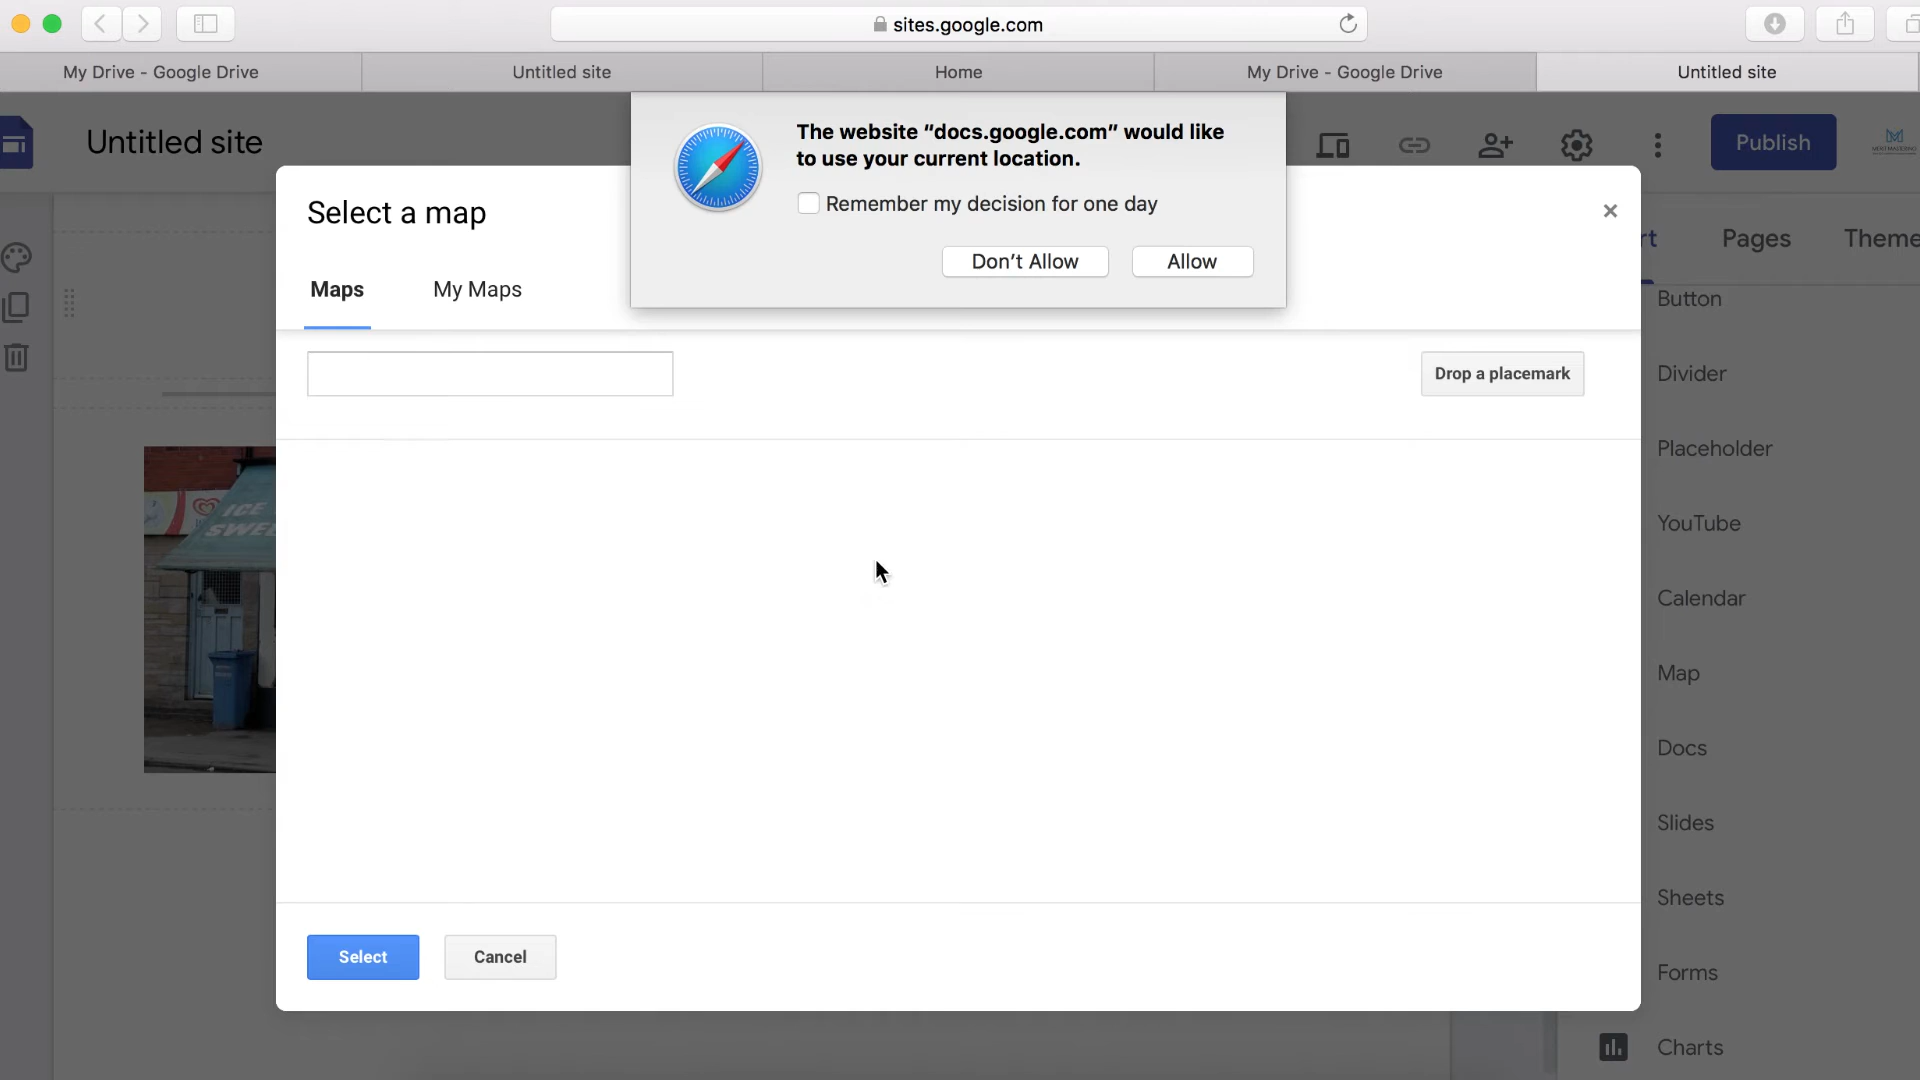 sites.google.com
My Drive - Google Drive
Untitled site
Home
My Drive - Google Drive
Untitled site
Untitled site
The website “docs.google.com” would like
to use your current location.
Remember my decision for one day
Don’t Allow
Allow
Publish
Select a map
Maps
My Maps
Drop a placemark
Select
Cancel
Pages
Theme
Button
Divider
Placeholder
YouTube
Calendar
Map
Docs
Slides
Sheets
Forms
Charts
ICE
SWEE